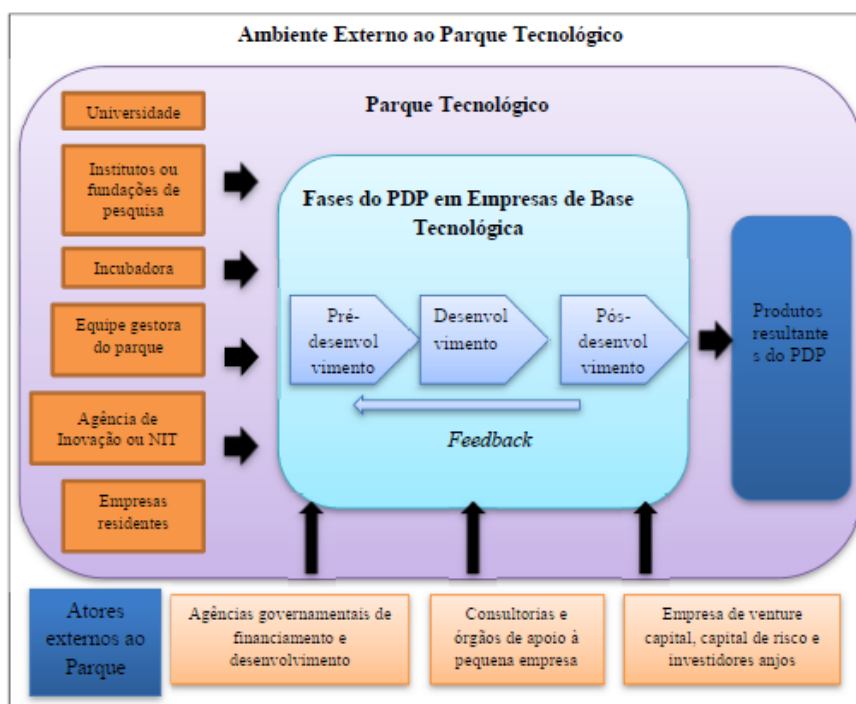 Ambiente Externo ao Parque Tecnológico
Parque Tecnológico
Universidade
Institutos ou
fundações de
pesquisa
Incubadora
Equipe gestora
do parque
Agência de
Inovação ou NIT
Empresas
residentes
Fases do PDP em Empresas de Base
Tecnológica
Pré-
desenvol
vimento
Desenvol
vimento
Pós-
desenvol
vimento
Feedback
Produtos
resultante
s do PDP
Atores
externos ao
Parque
Agências governamentais de
financiamento e
desenvolvimento
Consultorias e
órgãos de apoio à
pequena empresa
Empresa de venture
capital, capital de risco e
investidores anjos